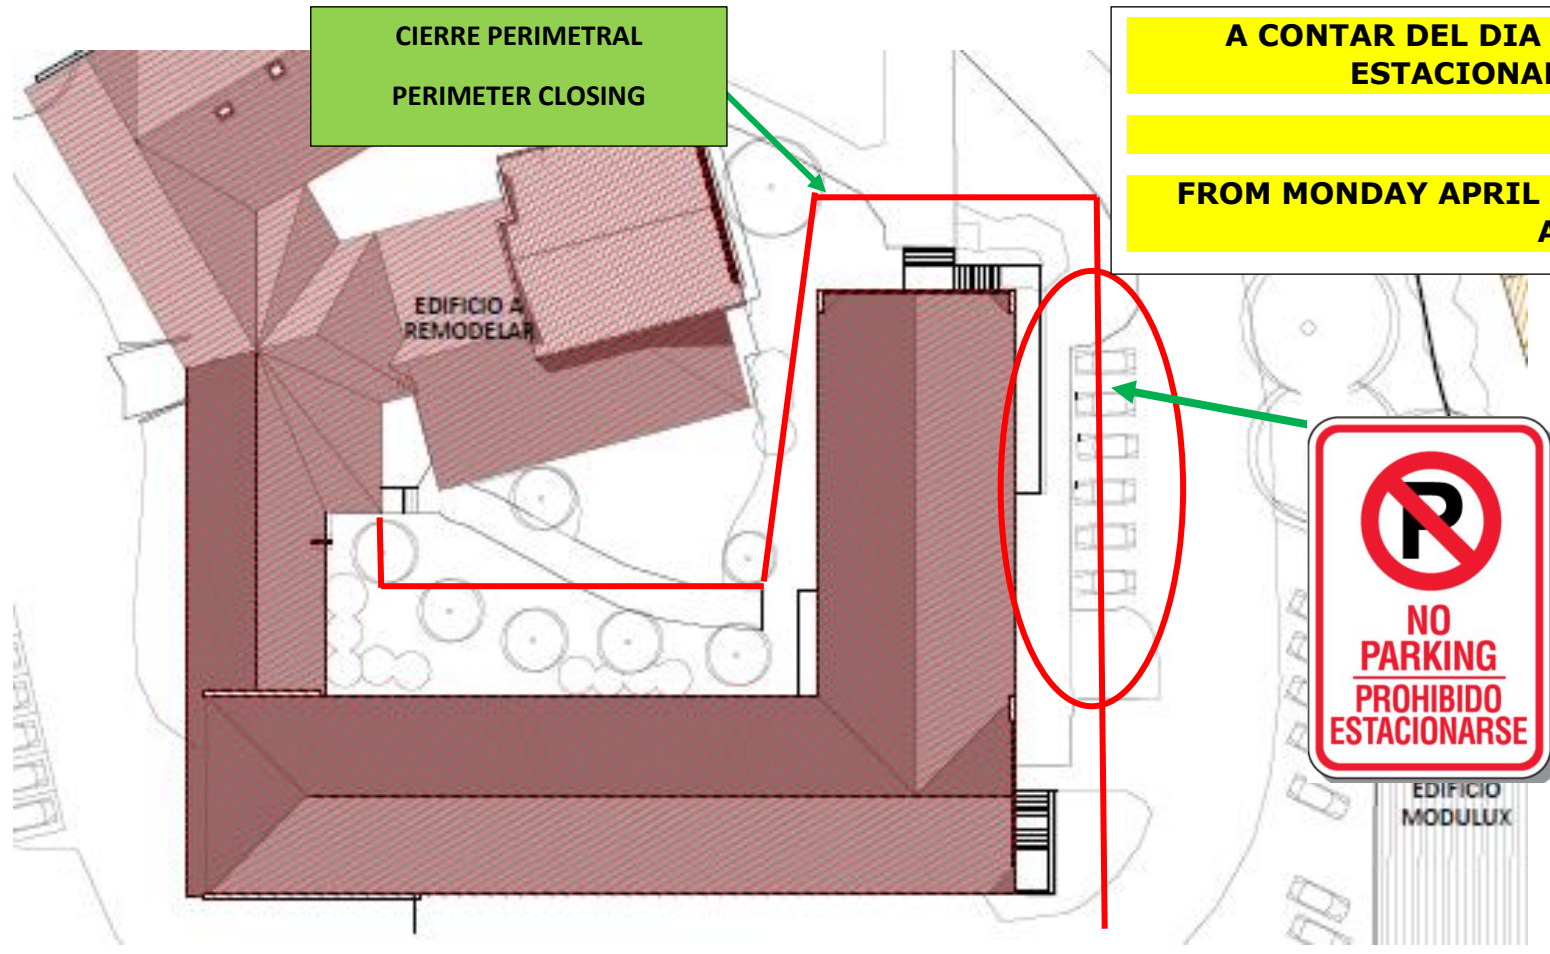 CIERRE PERIMETRAL
PERIMETER CLOSING
A CONTAR DEL DIA
ESTACIONA
FROM MONDAY APRIL
A
EDIFICIO A
REMODELAR
P
NO
PARKING
PROHIBIDO
ESTACIONARSE
EDIFICIO
MODULUX